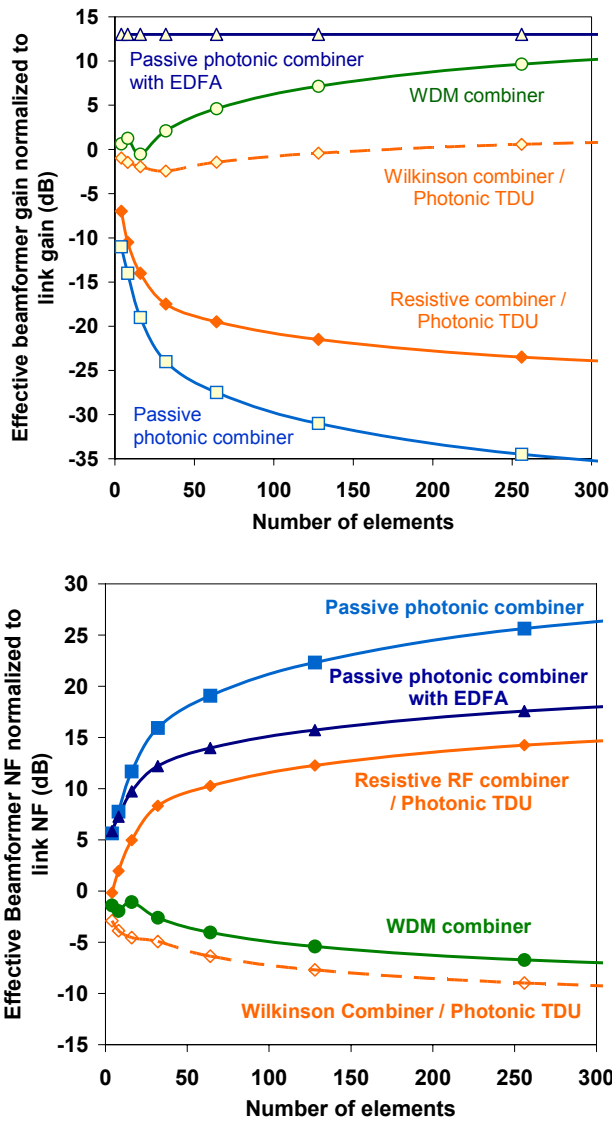 Effective beamformer gain normalized to
link gain (dB)
15
10
5
0
-5
-10
-15
-20
-25
-30
-35
Passive photonic combiner
with EDFA
WDM combiner
Wilkinson combiner /
Photonic TDU
Resistive combiner /
Photonic TDU
Passive
photonic combiner
0 50 100 150 200 250 300
Number of elements
Effective Beamformer NF normalized to
link NF (dB)
30
25
20
15
10
5
0
-5
-10
-15
Passive photonic combiner
Passive photonic combiner
with EDFA
Resistive RF combiner
/ Photonic TDU
WDM combiner
Wilkinson Combiner / Photonic TDU
0 50 100 150 200 250 300
Number of elements